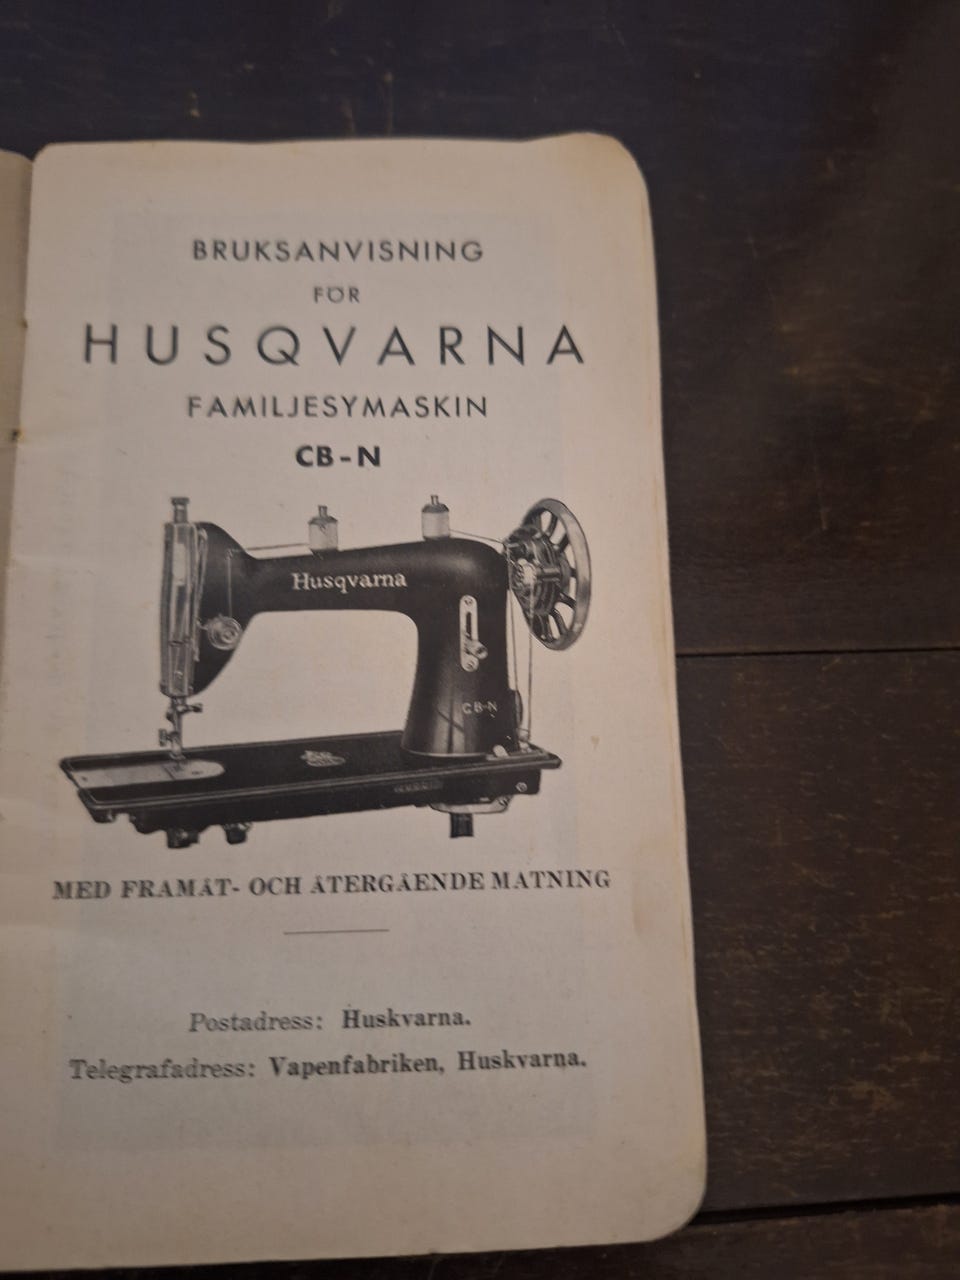 BRUKSANVISNING
FÖR
HUSQVARNA
FAMILJESYMASKIN
CB-N
Husqvarna
CB-N
MED FRAMÅT- OCH ÅTERGÅENDE MATNING
Postadress: Huskvarna.
Telegrafadress: Vapenfabriken, Huskvarna.